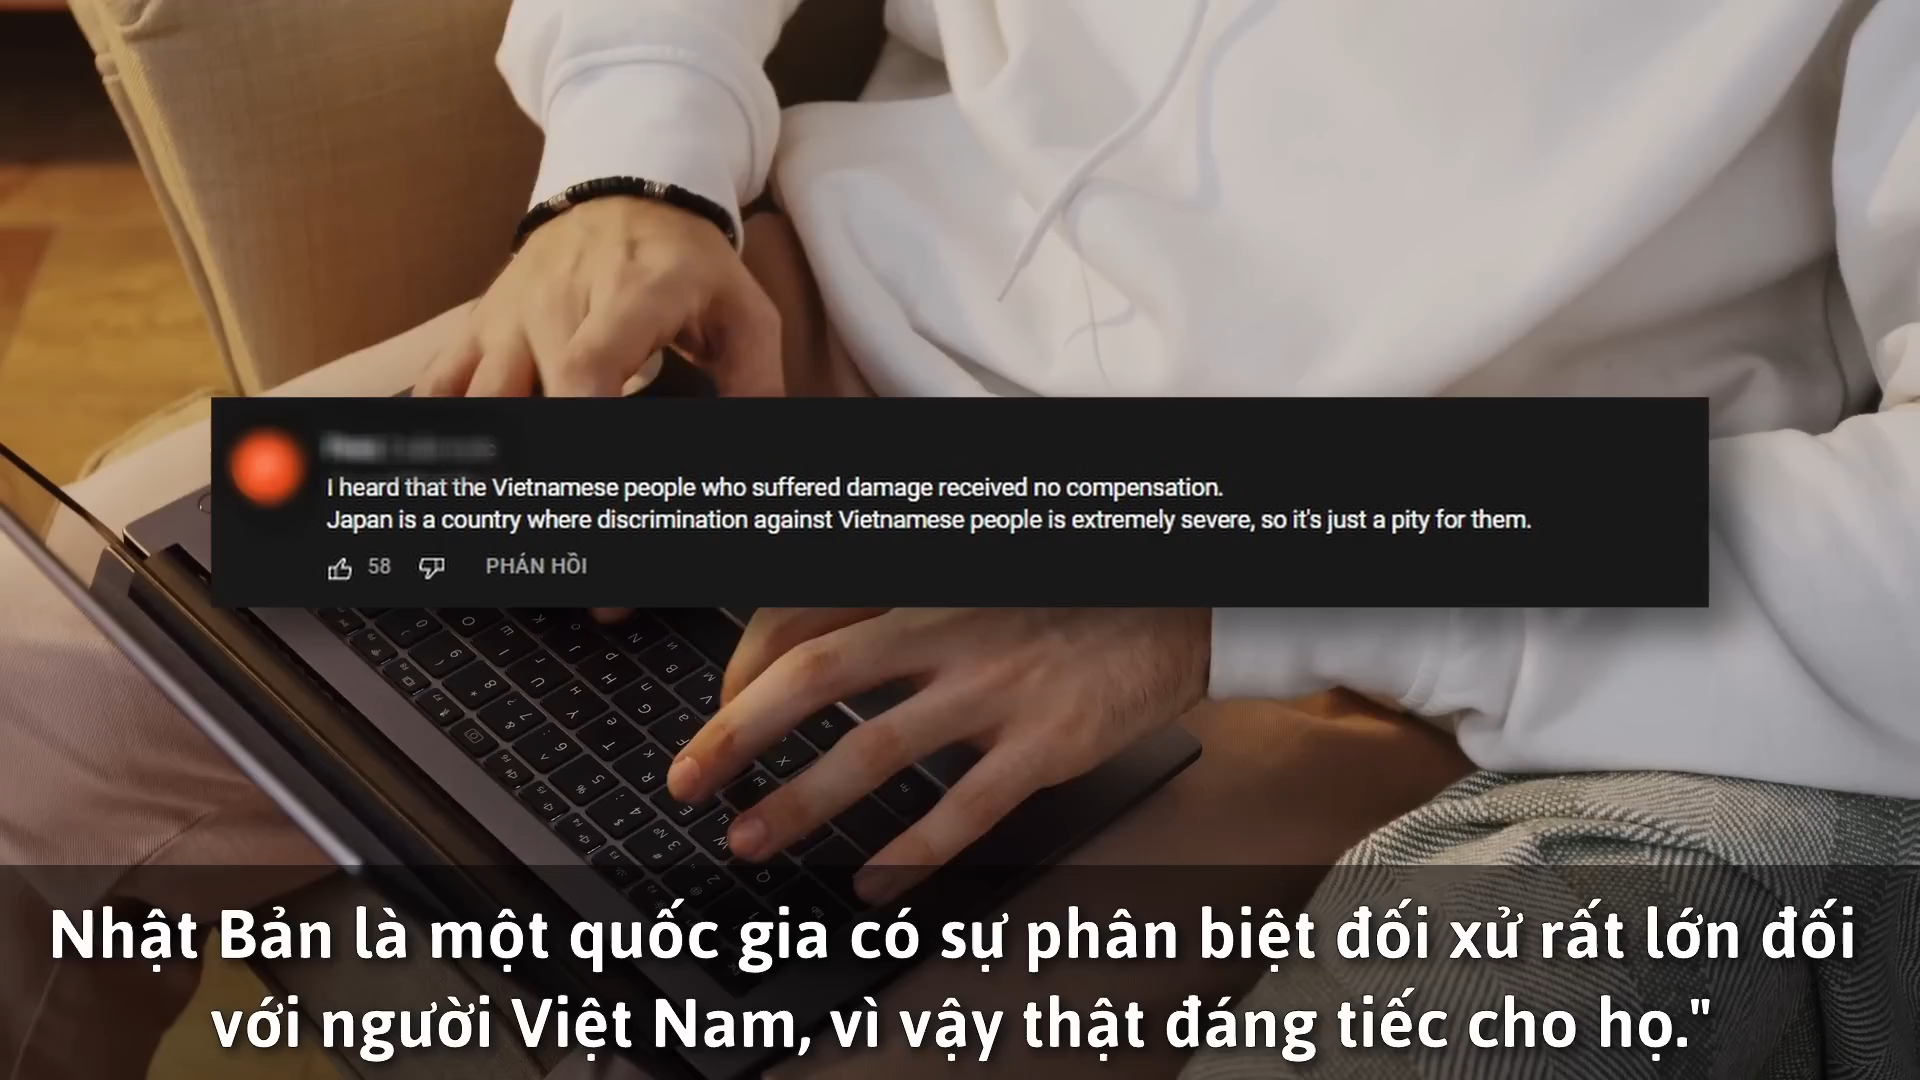 I heard that the Vietnamese people who suffered damage received no compensation.
Japan is a country where discrimination against Vietnamese people is extremely severe, so it's just a pity for them.
58 PHẢN HỒI
Nhật Bản là một quốc gia có sự phân biệt đối xử rất lớn đối
với người Việt Nam, vì vậy thật đáng tiếc cho họ."